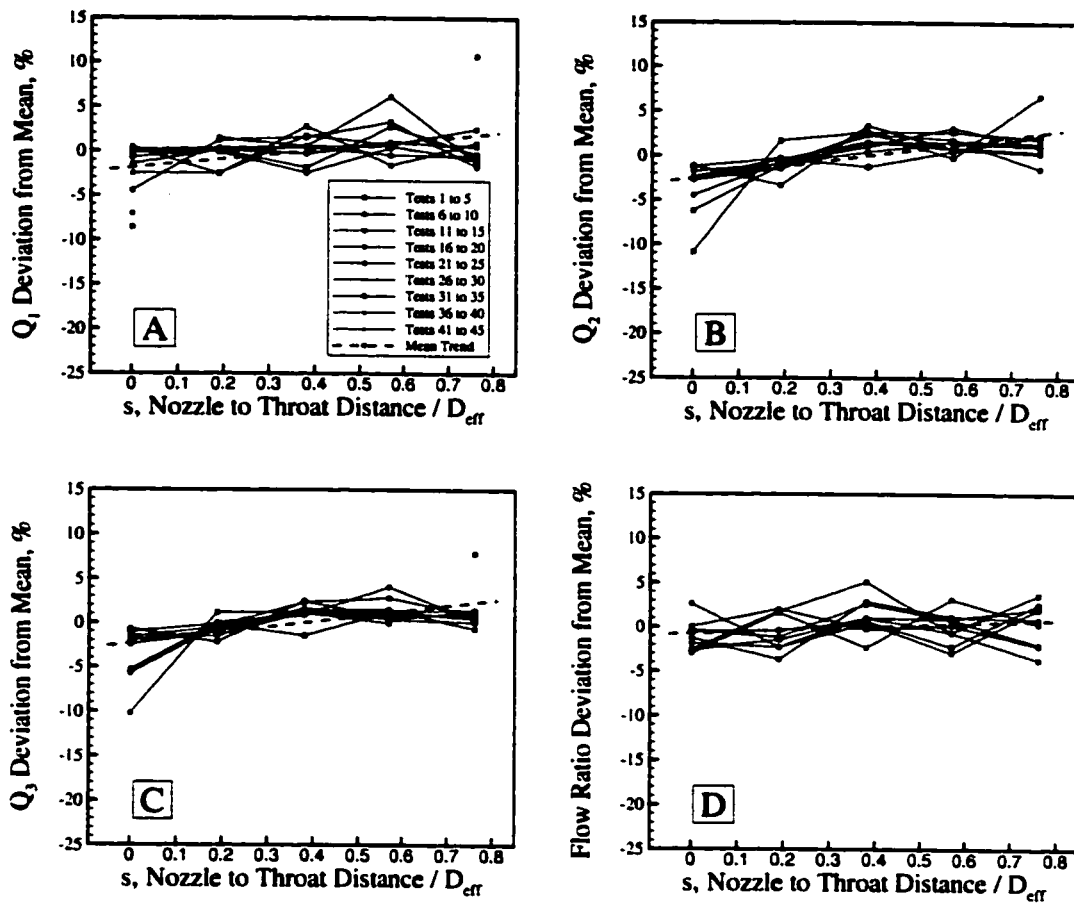 Q1 Deviation from Mean, %
15
10
5
0
-5
-10
-15
-20
-25
Tests 1 to 5
Tests 6 to 10
Tests 11 to 15
Tests 16 to 20
Tests 21 to 25
Tests 26 to 30
Tests 31 to 35
Tests 36 to 40
Tests 41 to 45
Mean Trend
A
0 0.1 0.2 0.3 0.4 0.5 0.6 0.7 0.8
s, Nozzle to Throat Distance / Deff
Q2 Deviation from Mean, %
15
10
5
0
-5
-10
-15
-20
-25
B
0 0.1 0.2 0.3 0.4 0.5 0.6 0.7 0.8
s, Nozzle to Throat Distance / Deff
Q3 Deviation from Mean, %
15
10
5
0
-5
-10
-15
-20
-25
C
0 0.1 0.2 0.3 0.4 0.5 0.6 0.7 0.8
s, Nozzle to Throat Distance / Deff
Flow Ratio Deviation from Mean, %
15
10
5
0
-5
-10
-15
-20
-25
D
0 0.1 0.2 0.3 0.4 0.5 0.6 0.7 0.8
s, Nozzle to Throat Distance / Deff